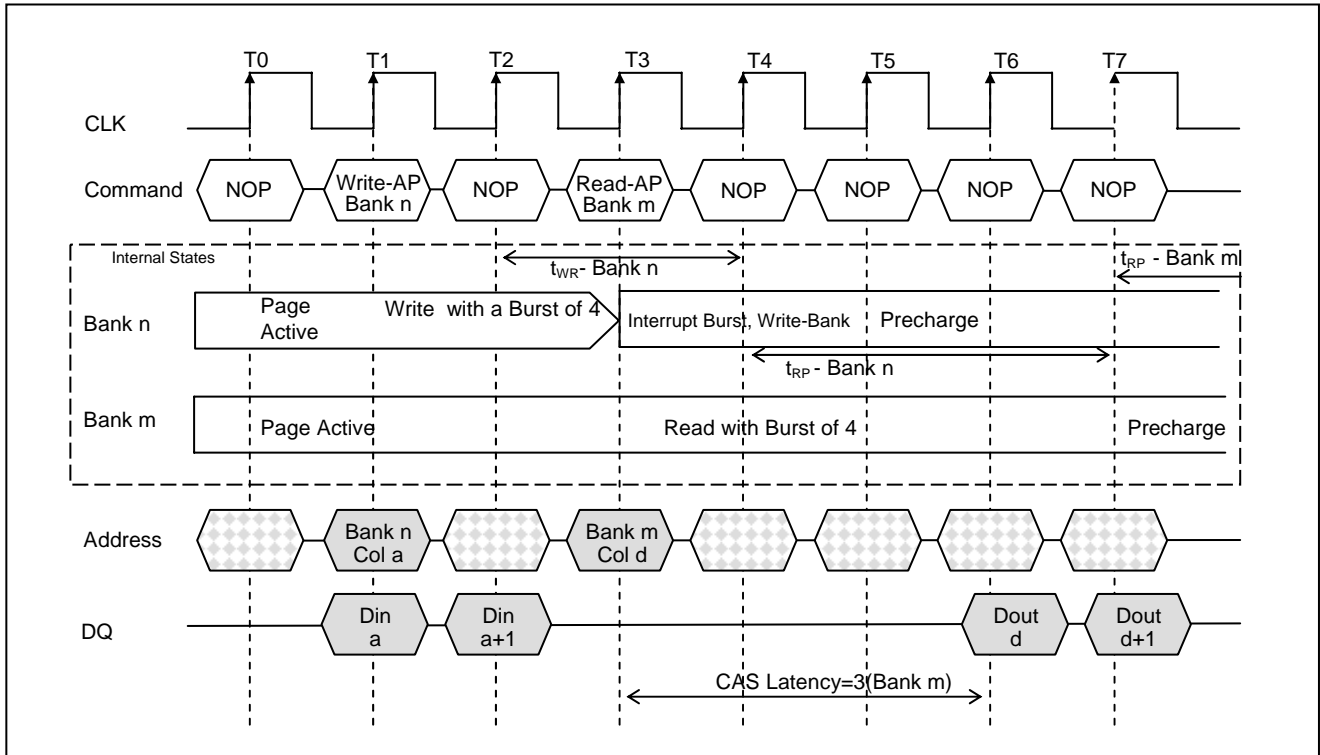 T0 T1 T2 T3 T4 T5 T6 T7
CLK
Command NOP Write-AP Bank n NOP Read-AP Bank m NOP NOP NOP NOP
Internal States
tWR- Bank n
tRP - Bank m
Bank n
Page Active
Write with a Burst of 4
Interrupt Burst, Write-Bank
Precharge
tRP - Bank n
Bank m
Page Active
Read with Burst of 4
Precharge
Address Bank n Col a Bank m Col d
DQ Din a Din a+1 Dout d Dout d+1
CAS Latency=3(Bank m)